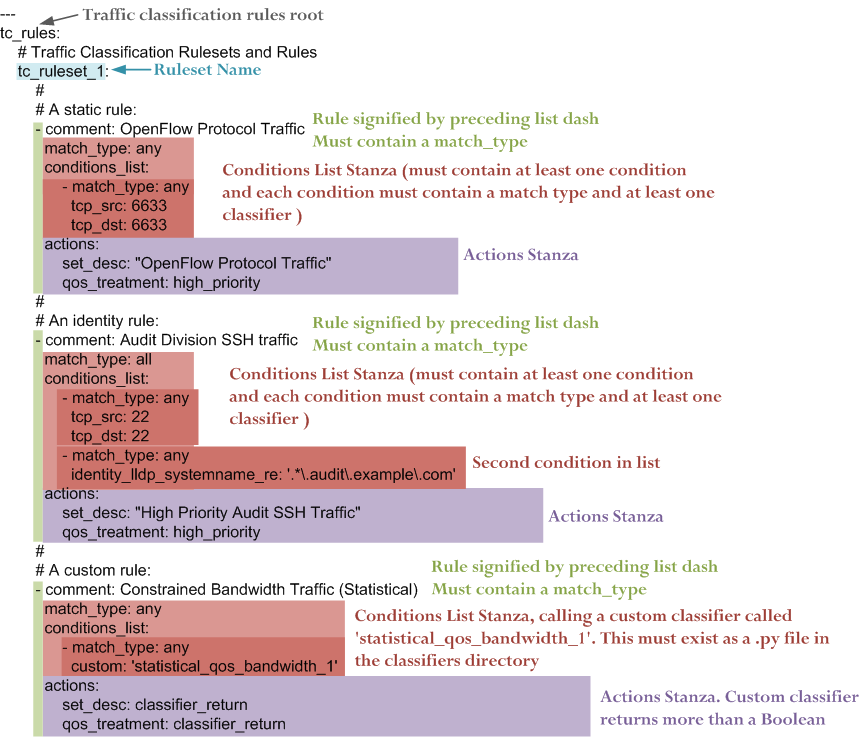 ---
Traffic classification rules root
tc_rules:
# Traffic Classification Rulesets and Rules
tc_ruleset_1:
Ruleset Name
#
# A static rule:
- comment: OpenFlow Protocol Traffic
Rule signified by preceding list dash
Must contain a match_type
match_type: any
conditions_list:
- match_type: any
tcp_src: 6633
tcp_dst: 6633
Conditions List Stanza (must contain at least one condition
and each condition must contain a match type and at least one
classifier )
actions:
set_desc: "OpenFlow Protocol Traffic"
qos_treatment: high_priority
Actions Stanza
#
# An identity rule:
- comment: Audit Division SSH traffic
Rule signified by preceding list dash
Must contain a match_type
match_type: all
conditions_list:
- match_type: any
tcp_src: 22
tcp_dst: 22
Conditions List Stanza (must contain at least one condition
and each condition must contain a match type and at least one
classifier )
- match_type: any
identity_lldp_systemname_re: '.*\.audit\.example\.com'
Second condition in list
actions:
set_desc: "High Priority Audit SSH Traffic"
qos_treatment: high_priority
Actions Stanza
#
# A custom rule:
- comment: Constrained Bandwidth Traffic (Statistical)
Rule signified by preceding list dash
Must contain a match_type
match_type: any
conditions_list:
- match_type: any
custom: 'statistical_qos_bandwidth_1'
Conditions List Stanza, calling a custom classifier called
'statistical_qos_bandwidth_1'. This must exist as a .py file in
the classifiers directory
actions:
set_desc: classifier_return
qos_treatment: classifier_return
Actions Stanza. Custom classifier
returns more than a Boolean